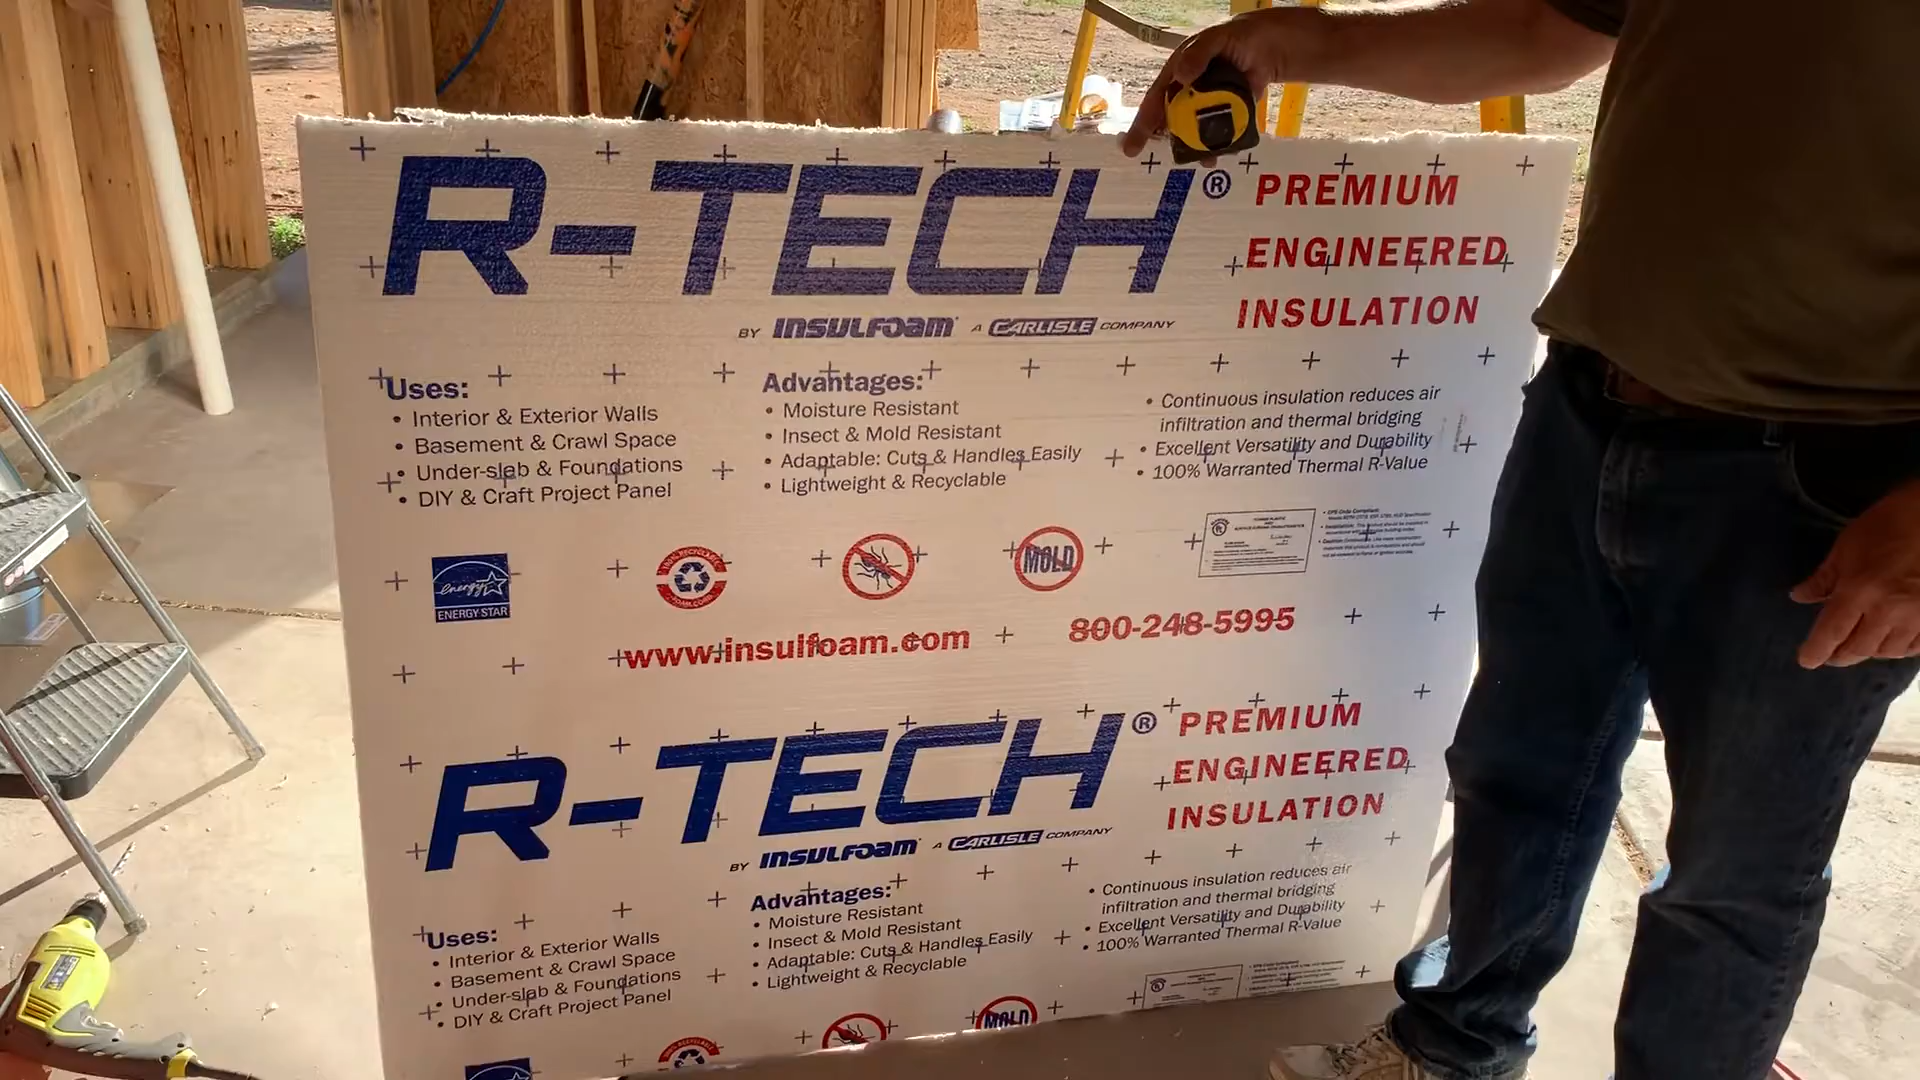 R-TECH®
PREMIUM
ENGINEERED
INSULATION
BY INSULFOAM® A CARLISLE COMPANY
Uses:
• Interior & Exterior Walls
• Basement & Crawl Space
• Under-slab & Foundations
• DIY & Craft Project Panel
Advantages:
• Moisture Resistant
• Insect & Mold Resistant
• Adaptable: Cuts & Handles Easily
• Lightweight & Recyclable
• Continuous insulation reduces air
infiltration and thermal bridging
• Excellent Versatility and Durability
• 100% Warranted Thermal R-Value
energy
ENERGY STAR
100% RECYCLABLE
MOLD
www.insulfoam.com
800-248-5995
R-TECH®
PREMIUM
ENGINEERED
INSULATION
BY INSULFOAM® A CARLISLE COMPANY
Uses:
• Interior & Exterior Walls
• Basement & Crawl Space
• Under-slab & Foundations
• DIY & Craft Project Panel
Advantages:
• Moisture Resistant
• Insect & Mold Resistant
• Adaptable: Cuts & Handles Easily
• Lightweight & Recyclable
• Continuous insulation reduces air
infiltration and thermal bridging
• Excellent Versatility and Durability
• 100% Warranted Thermal R-Value
100% RECYCLABLE
MOLD